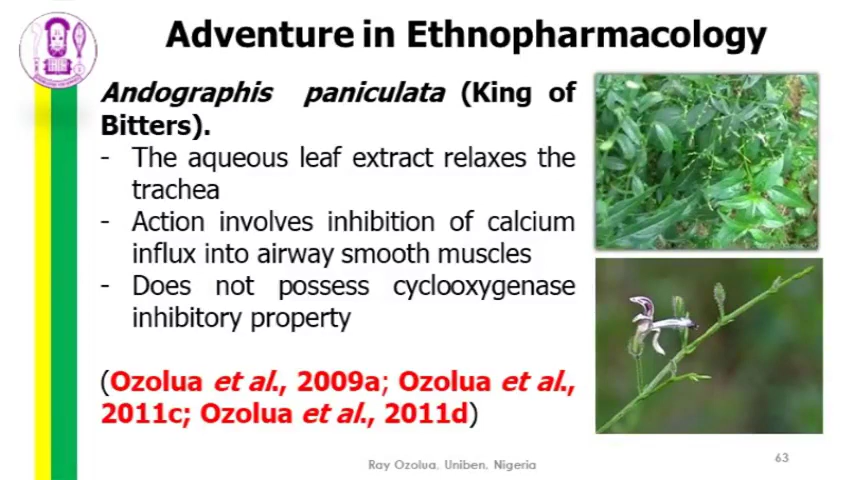 Adventure in Ethnopharmacology
Andographis paniculata (King of
Bitters).
- The aqueous leaf extract relaxes the
trachea
- Action involves inhibition of calcium
influx into airway smooth muscles
- Does not possess cyclooxygenase
inhibitory property
(Ozolua et al., 2009a; Ozolua et al.,
2011c; Ozolua et al., 2011d)
Ray Ozolua, Uniben, Nigeria
63